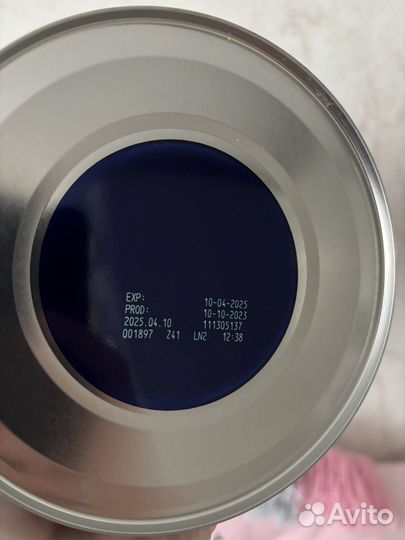 EXP: 10-04-2025
PROD: 10-10-2023
2025.04.10 111305137
001897 Z41 LN2 12:38
Avito